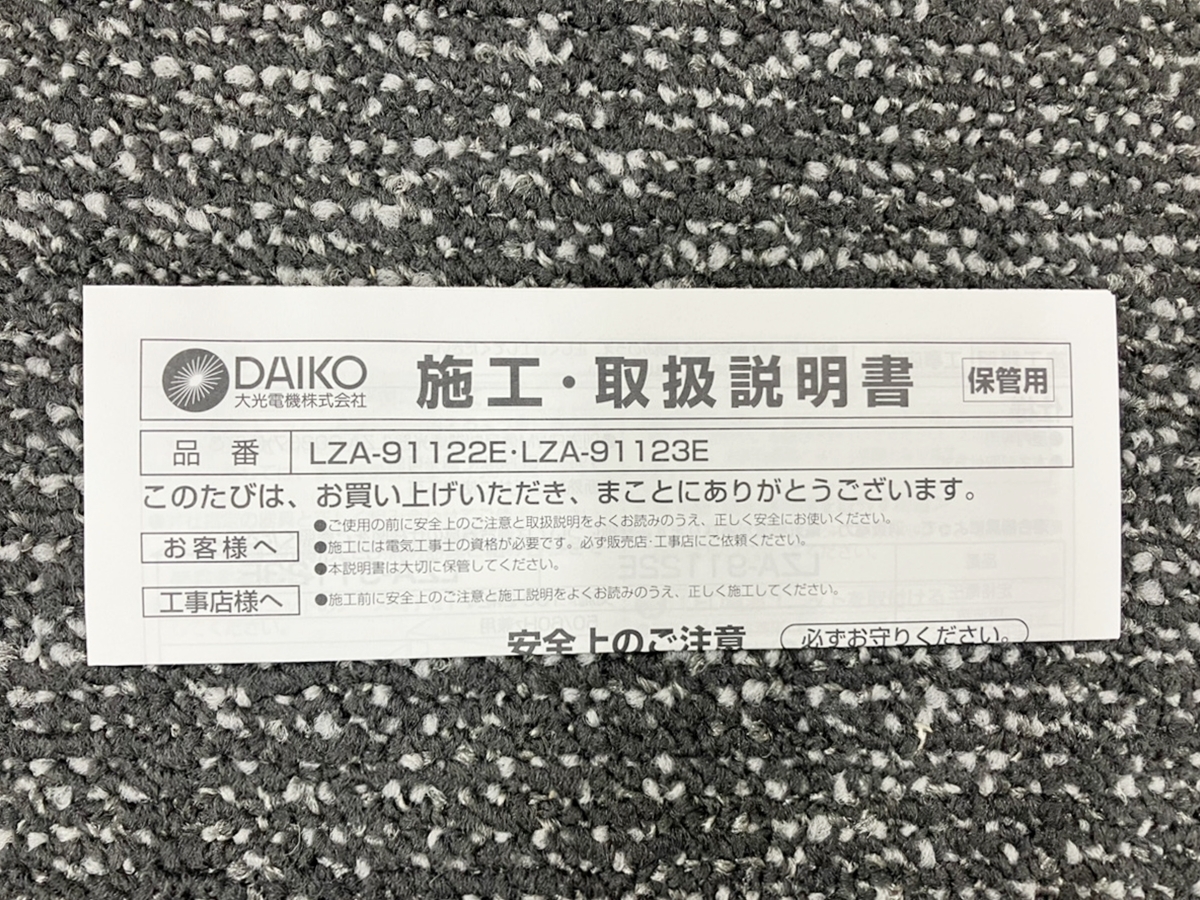 DAIKO 施工・取扱説明書 保管用
大光電機株式会社
品番 LZA-91122E・LZA-91123E
このたびは、お買い上げいただき、まことにありがとうございます。
お客様へ
●ご使用の前に安全上のご注意と取扱説明をよくお読みのうえ、正しく安全にお使いください。
●施工には電気工事士の資格が必要です。必ず販売店・工事店にご依頼ください。
●本説明書は大切に保管してください。
工事店様へ
●施工前に安全上のご注意と施工説明をよくお読みのうえ、正しく施工してください。
安全上のご注意 必ずお守りください。